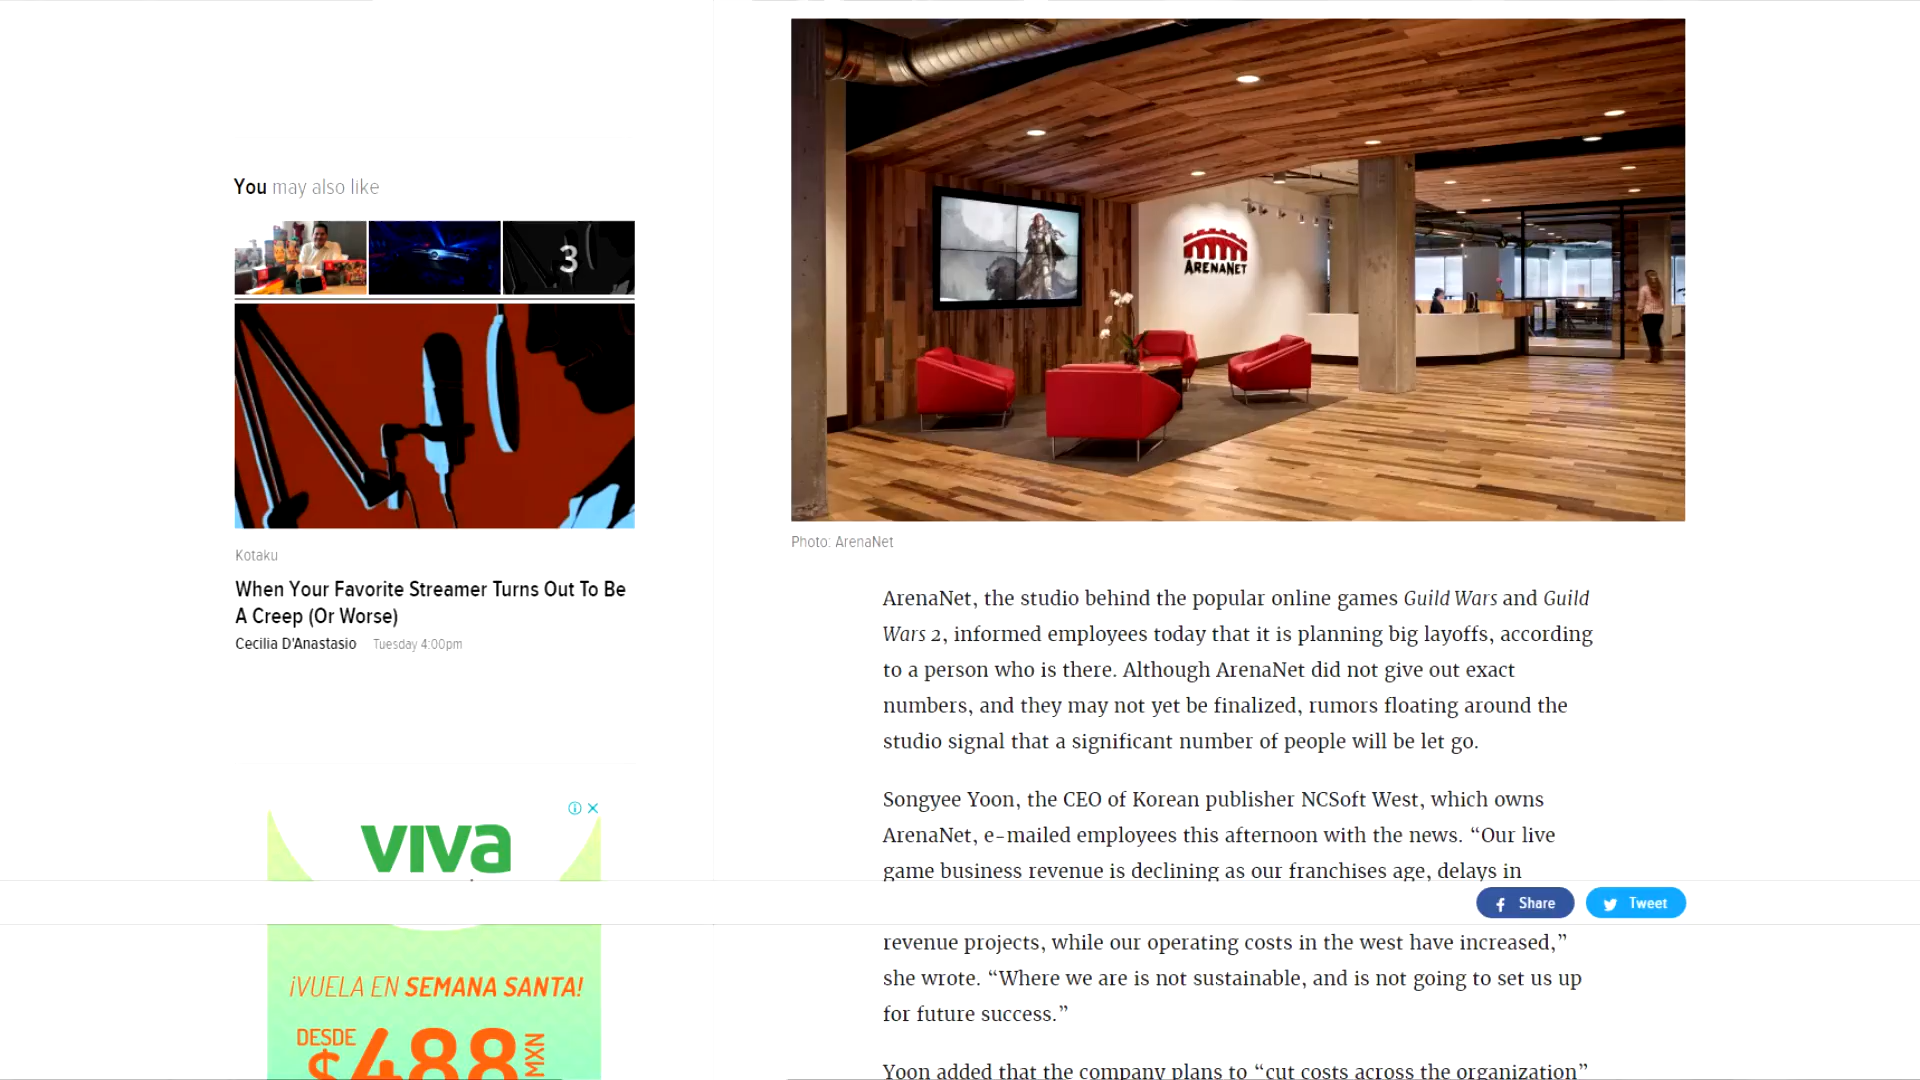 You may also like
3
Kotaku
When Your Favorite Streamer Turns Out To Be
A Creep (Or Worse)
Cecilia D'Anastasio Tuesday 4:00pm
viva
¡VUELA EN SEMANA SANTA!
DESDE
$488 MXN
ARENANET
Photo: ArenaNet
ArenaNet, the studio behind the popular online games Guild Wars and Guild
Wars 2, informed employees today that it is planning big layoffs, according
to a person who is there. Although ArenaNet did not give out exact
numbers, and they may not yet be finalized, rumors floating around the
studio signal that a significant number of people will be let go.
Songyee Yoon, the CEO of Korean publisher NCSoft West, which owns
ArenaNet, e-mailed employees this afternoon with the news. “Our live
game business revenue is declining as our franchises age, delays in
Share Tweet
revenue projects, while our operating costs in the west have increased,”
she wrote. “Where we are is not sustainable, and is not going to set us up
for future success.”
Yoon added that the company plans to “cut costs across the organization”